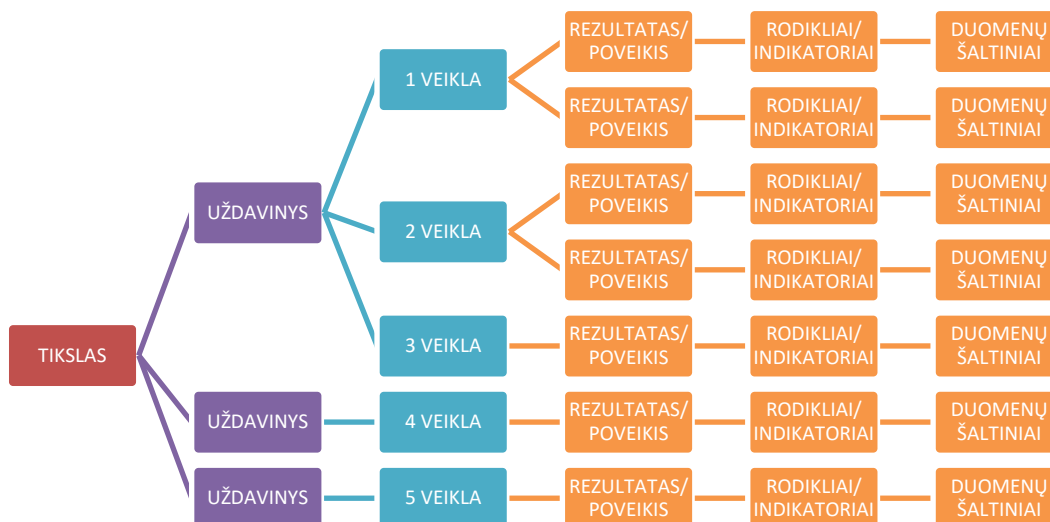 REZULTATAS/
POVEIKIS
RODIKLIAI/
INDIKATORIAI
DUOMENŲ
ŠALTINIAI
1 VEIKLA
REZULTATAS/
POVEIKIS
RODIKLIAI/
INDIKATORIAI
DUOMENŲ
ŠALTINIAI
UŽDAVINYS
REZULTATAS/
POVEIKIS
RODIKLIAI/
INDIKATORIAI
DUOMENŲ
ŠALTINIAI
2 VEIKLA
REZULTATAS/
POVEIKIS
RODIKLIAI/
INDIKATORIAI
DUOMENŲ
ŠALTINIAI
TIKSLAS
3 VEIKLA
REZULTATAS/
POVEIKIS
RODIKLIAI/
INDIKATORIAI
DUOMENŲ
ŠALTINIAI
UŽDAVINYS
4 VEIKLA
REZULTATAS/
POVEIKIS
RODIKLIAI/
INDIKATORIAI
DUOMENŲ
ŠALTINIAI
UŽDAVINYS
5 VEIKLA
REZULTATAS/
POVEIKIS
RODIKLIAI/
INDIKATORIAI
DUOMENŲ
ŠALTINIAI